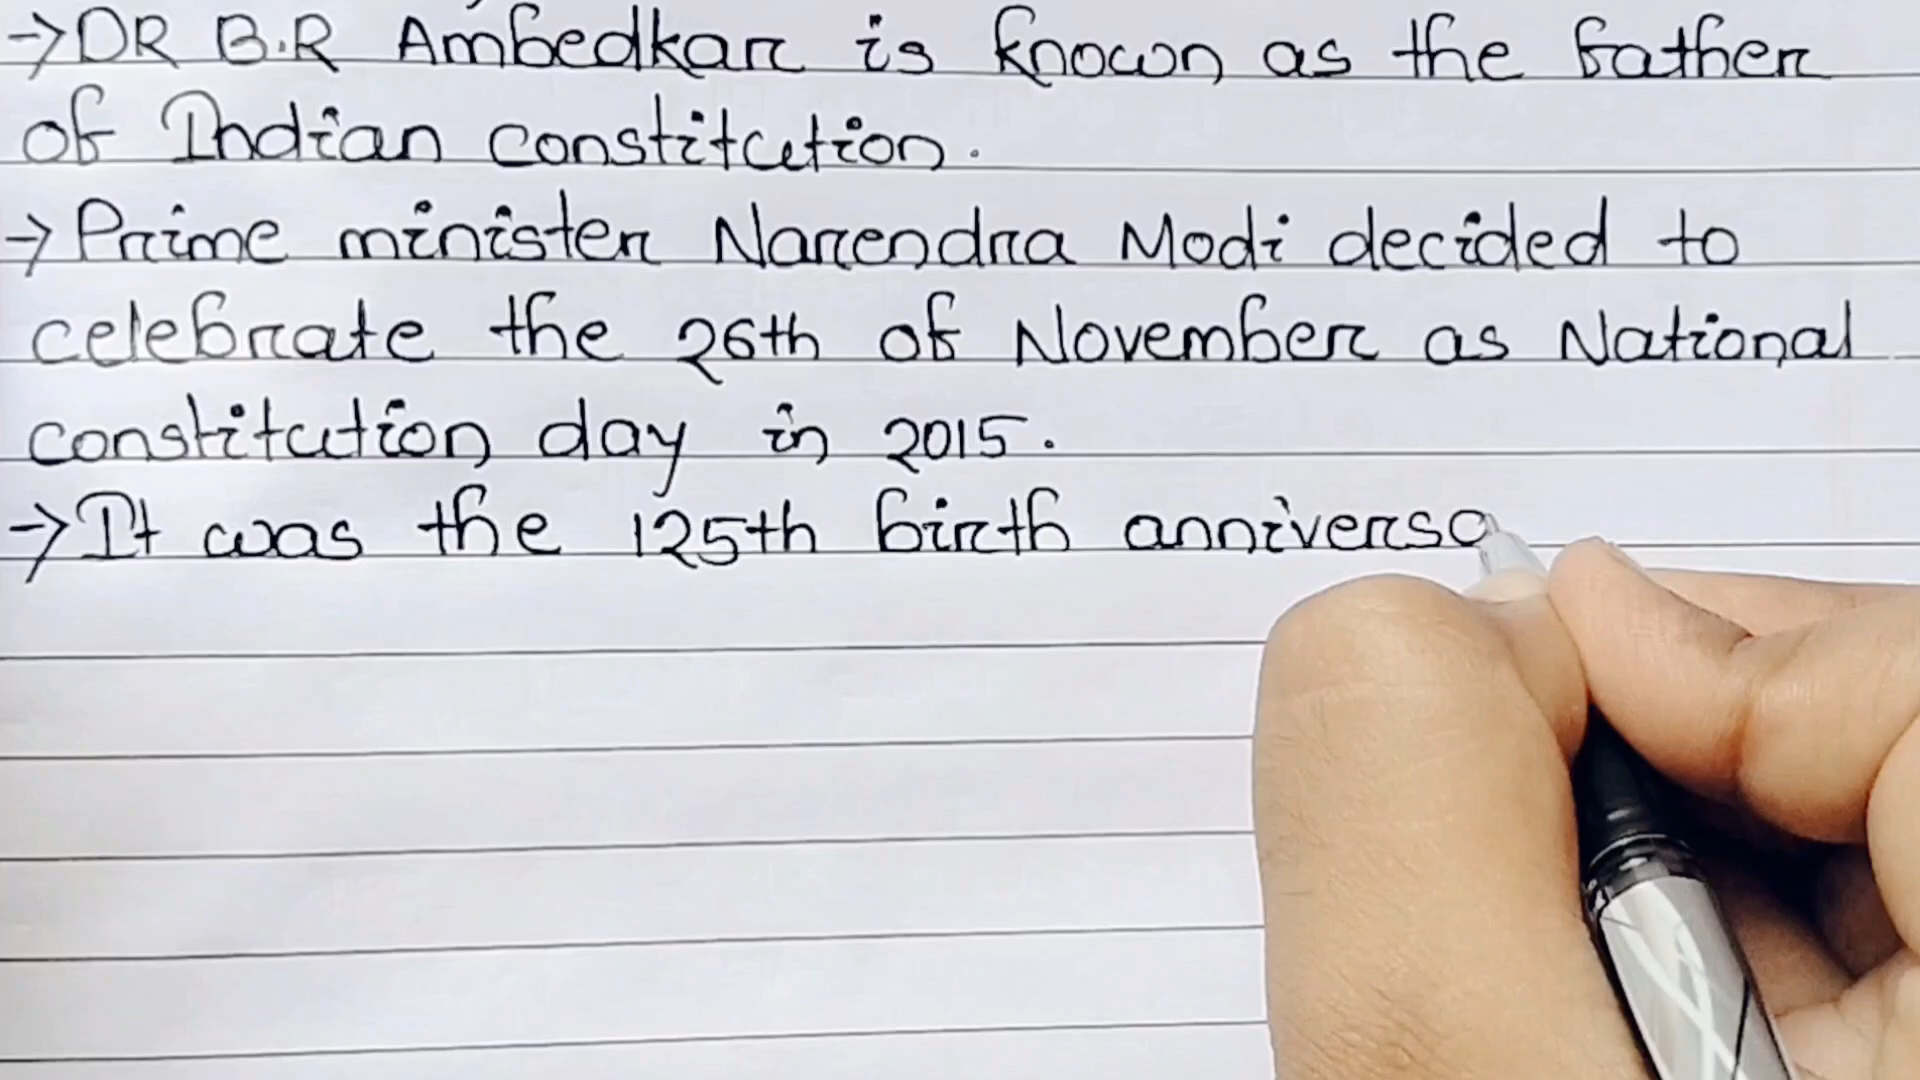 →DR B.R Ambedkar is known as the father
of Indian constitution.
→Prime minister Narendra Modi decided to
celebrate the 26th of November as National
constitution day in 2015.
→It was the 125th birth anniversa